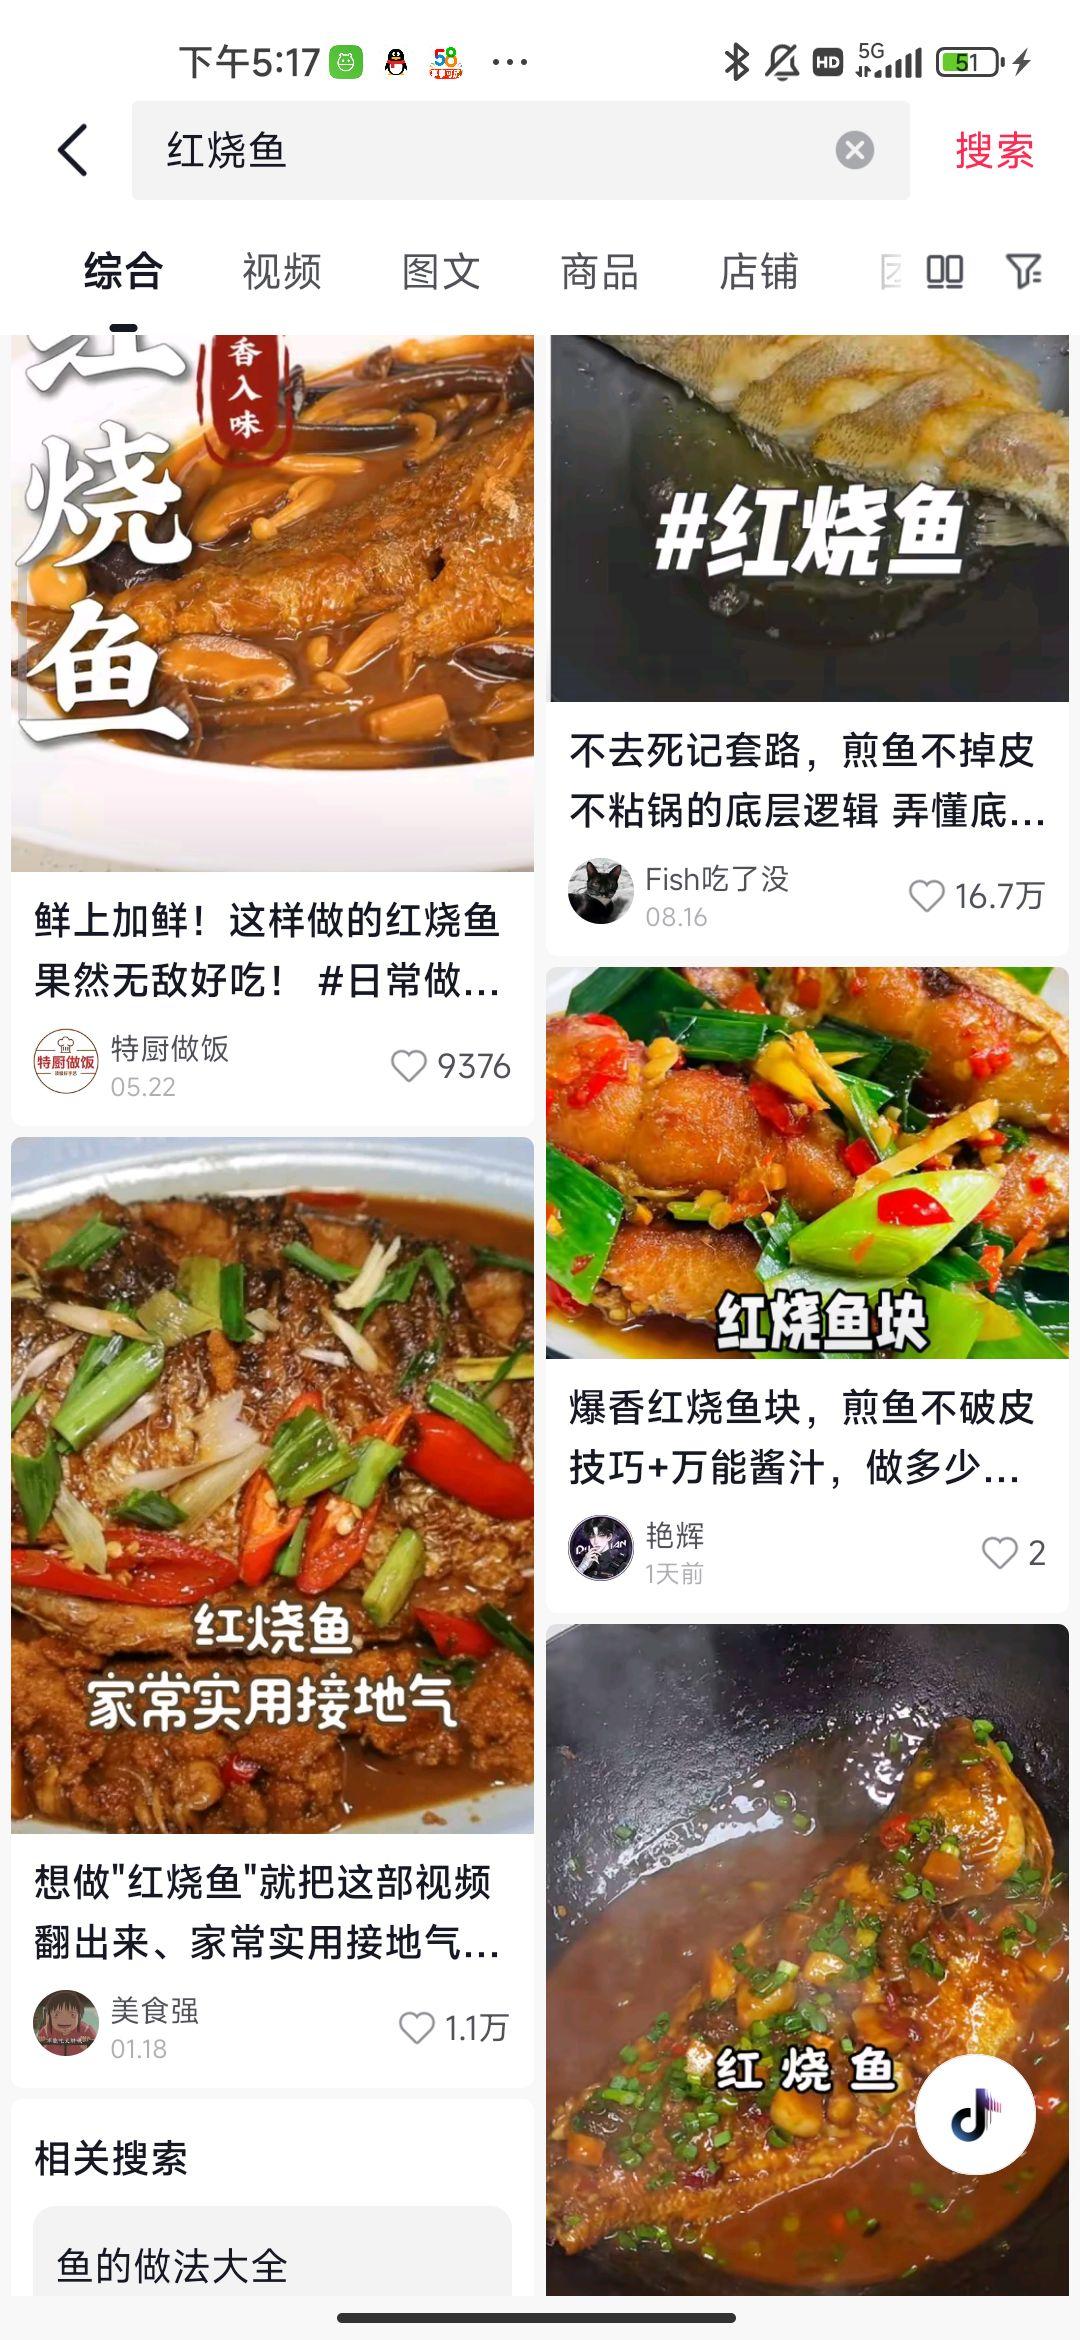 下午5:17
58
HD
5G
51
红烧鱼
搜索
综合
视频
图文
商品
店铺
香入味
烧鱼
鲜上加鲜！这样做的红烧鱼
果然无敌好吃！ #日常做...
特厨做饭
特厨做饭
05.22
9376
#红烧鱼
不去死记套路，煎鱼不掉皮
不粘锅的底层逻辑 弄懂底...
Fish吃了没
08.16
16.7万
红烧鱼块
爆香红烧鱼块，煎鱼不破皮
技巧+万能酱汁，做多少...
艳辉
1天前
2
红烧鱼
家常实用接地气
想做"红烧鱼"就把这部视频
翻出来、家常实用接地气...
美食强
01.18
1.1万
红烧鱼
相关搜索
鱼的做法大全